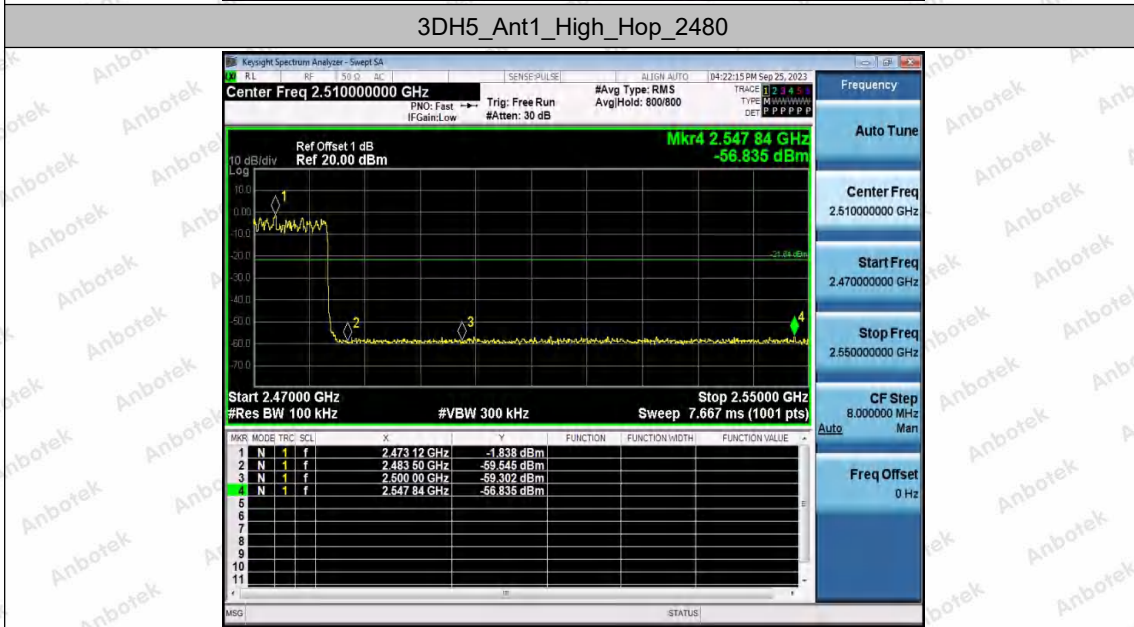 3DH5_Ant1_High_Hop_2480
Keysight Spectrum Analyzer - Swept SA
RL RF 50 Ω AC SENSE:PULSE ALIGN AUTO 04:22:15 PM Sep 25, 2023
Center Freq 2.510000000 GHz
PNO: Fast
IFGain:Low
Trig: Free Run
#Atten: 30 dB
#Avg Type: RMS
Avg|Hold: 800/800
TRACE 1 2 3 4 5 6
TYPE M WWWWW
DET P P P P P P
Mkr4 2.547 84 GHz
-56.835 dBm
Ref Offset 1 dB
10 dB/div Ref 20.00 dBm
Log
10.0
0.00
-10.0
-20.0
-30.0
-40.0
-50.0
-60.0
-70.0
1
2
3
4
-21.84 dBm
Start 2.47000 GHz Stop 2.55000 GHz
#Res BW 100 kHz #VBW 300 kHz Sweep 7.667 ms (1001 pts)
MKR MODE TRC SCL X Y FUNCTION FUNCTION WIDTH FUNCTION VALUE
1 N 1 f 2.473 12 GHz -1.838 dBm
2 N 1 f 2.483 50 GHz -59.545 dBm
3 N 1 f 2.500 00 GHz -59.302 dBm
4 N 1 f 2.547 84 GHz -56.835 dBm
5
6
7
8
9
10
11
MSG STATUS
Frequency
Auto Tune
Center Freq
2.510000000 GHz
Start Freq
2.470000000 GHz
Stop Freq
2.550000000 GHz
CF Step
8.000000 MHz
Auto Man
Freq Offset
0 Hz
Anbotek